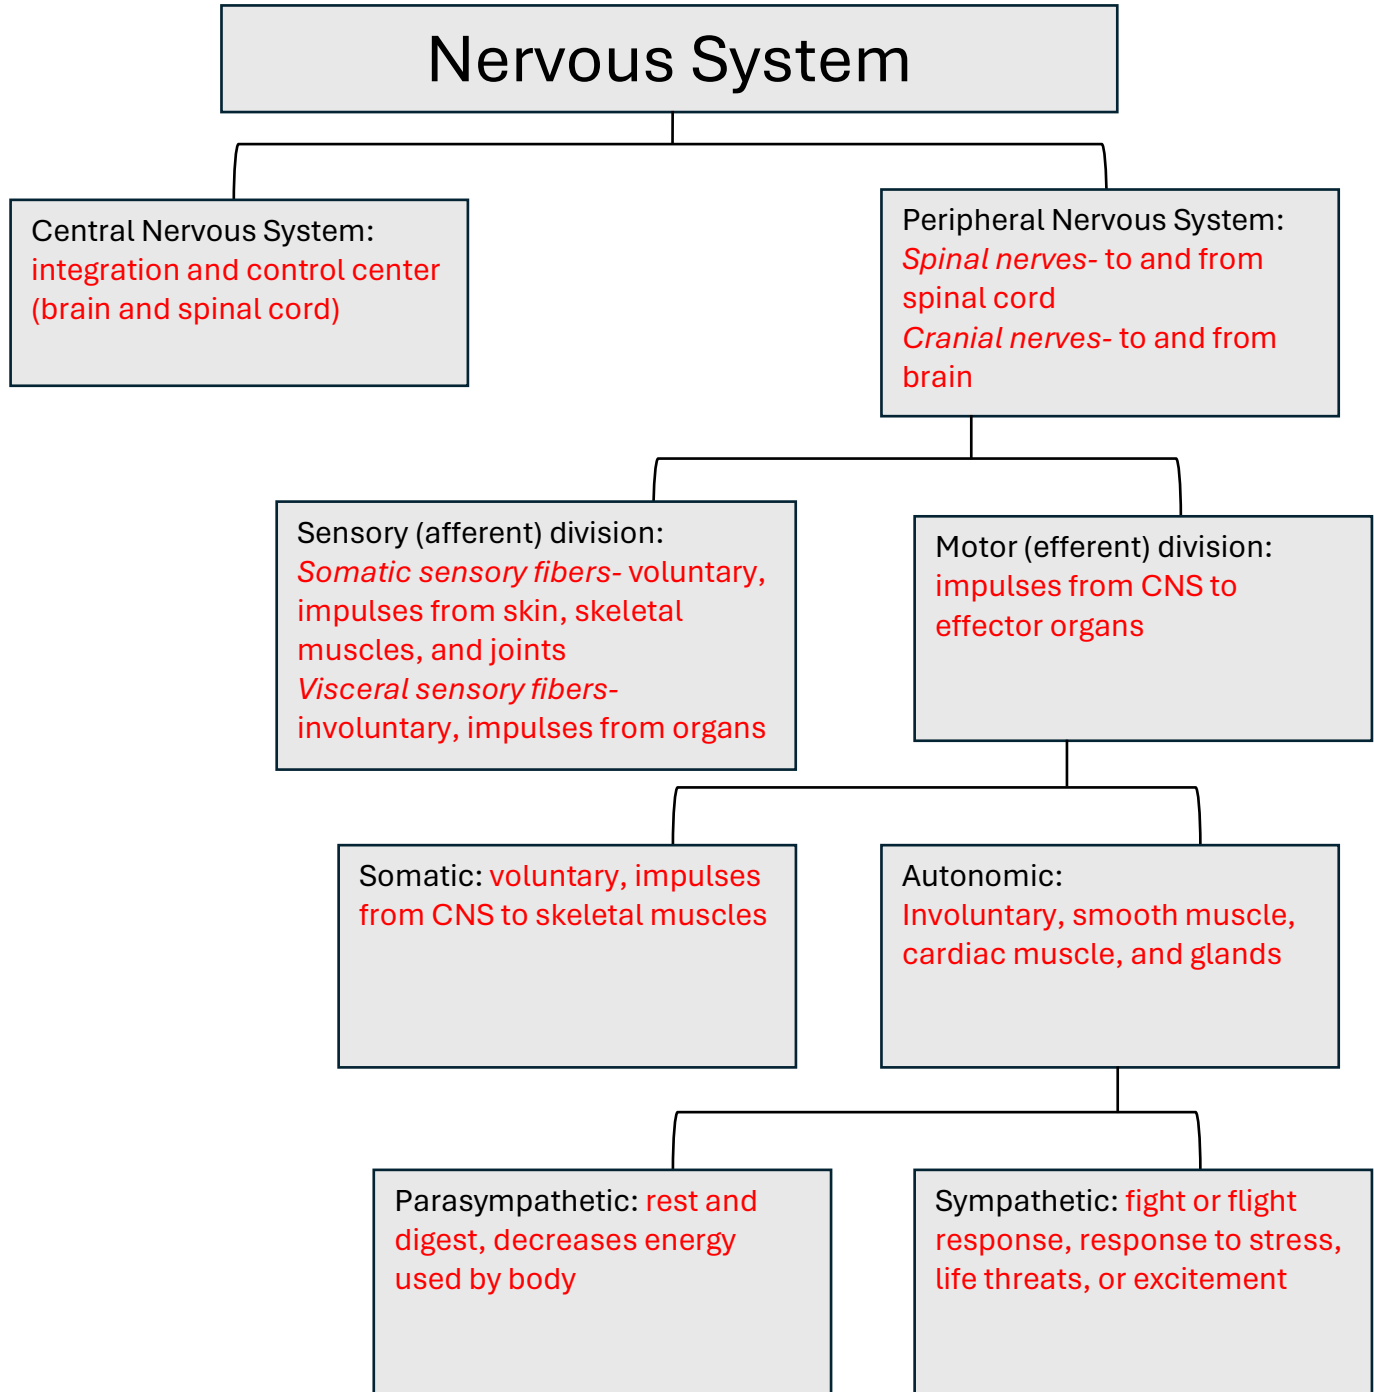 Nervous System
Central Nervous System:
integration and control center
(brain and spinal cord)
Peripheral Nervous System:
Spinal nerves- to and from
spinal cord
Cranial nerves- to and from
brain
Sensory (afferent) division:
Somatic sensory fibers- voluntary,
impulses from skin, skeletal
muscles, and joints
Visceral sensory fibers-
involuntary, impulses from organs
Motor (efferent) division:
impulses from CNS to
effector organs
Somatic: voluntary, impulses
from CNS to skeletal muscles
Autonomic:
Involuntary, smooth muscle,
cardiac muscle, and glands
Parasympathetic: rest and
digest, decreases energy
used by body
Sympathetic: fight or flight
response, response to stress,
life threats, or excitement